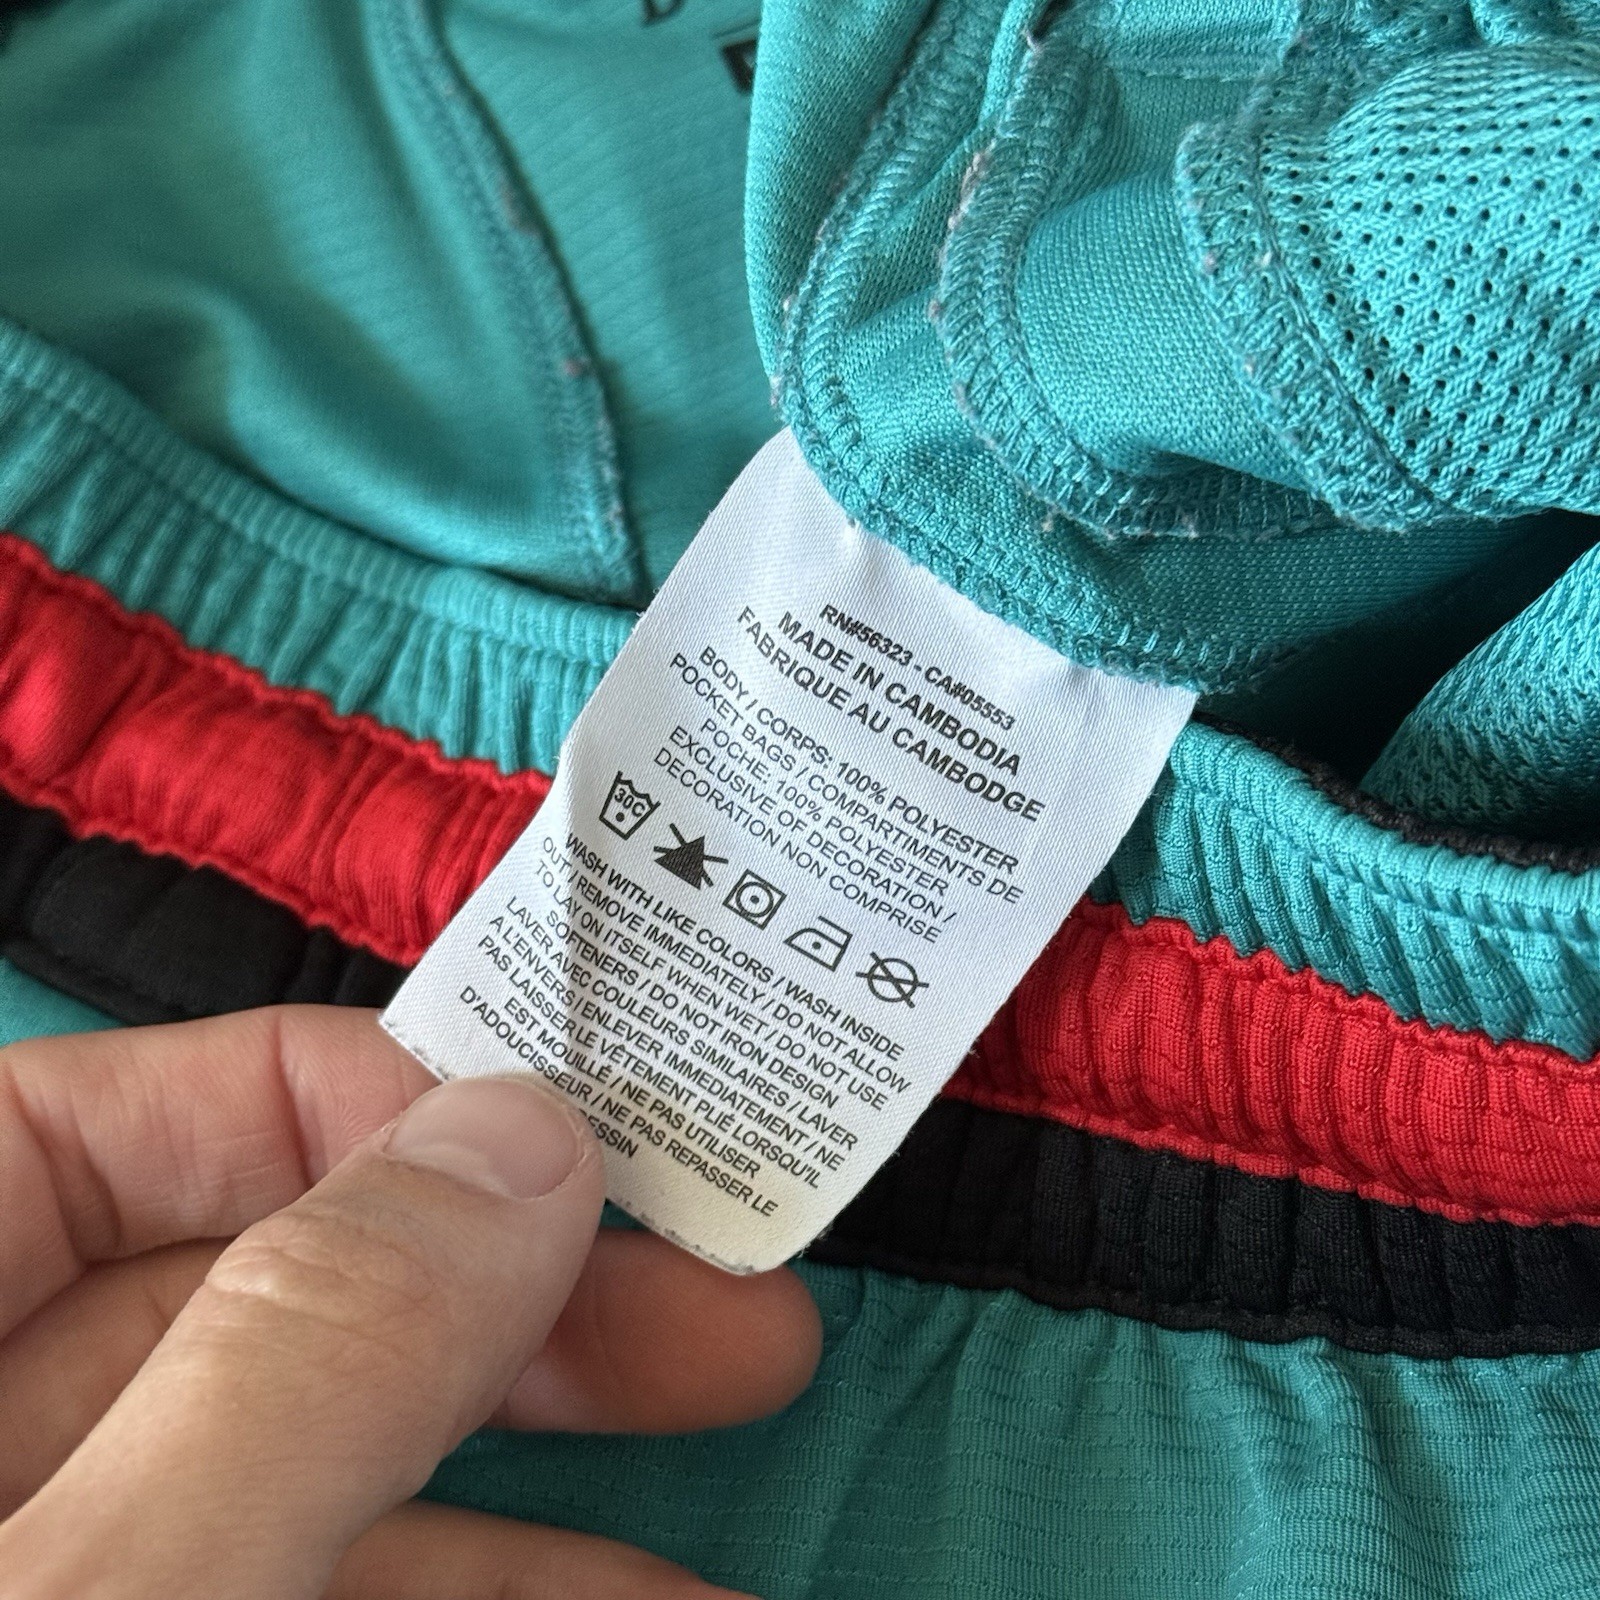 RN#56323 - CA#05553
MADE IN CAMBODIA
FABRIQUE AU CAMBODGE
BODY / CORPS: 100% POLYESTER
POCKET BAGS / COMPARTIMENTS DE
POCHE: 100% POLYESTER
EXCLUSIVE OF DECORATION /
DECORATION NON COMPRISE
30C
WASH WITH LIKE COLORS / WASH INSIDE
OUT / REMOVE IMMEDIATELY / DO NOT ALLOW
TO LAY ON ITSELF WHEN WET / DO NOT USE
SOFTENERS / DO NOT IRON DESIGN
LAVER AVEC COULEURS SIMILAIRES / LAVER
A L'ENVERS / ENLEVER IMMEDIATEMENT / NE
PAS LAISSER LE VÊTEMENT PLIÉ LORSQU'IL
EST MOUILLÉ / NE PAS UTILISER
D'ADOUCISSEUR / NE PAS REPASSER LE